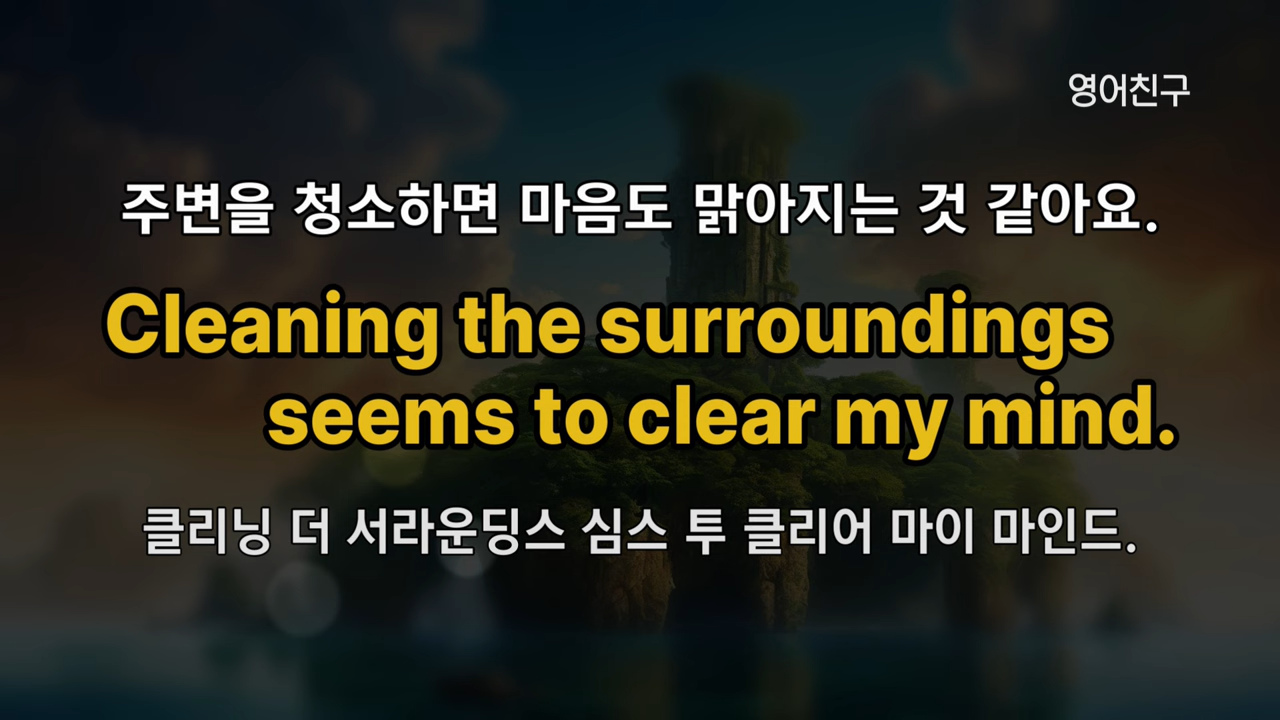 영어친구
주변을 청소하면 마음도 맑아지는 것 같아요.
Cleaning the surroundings
seems to clear my mind.
클리닝 더 서라운딩스 심스 투 클리어 마이 마인드.